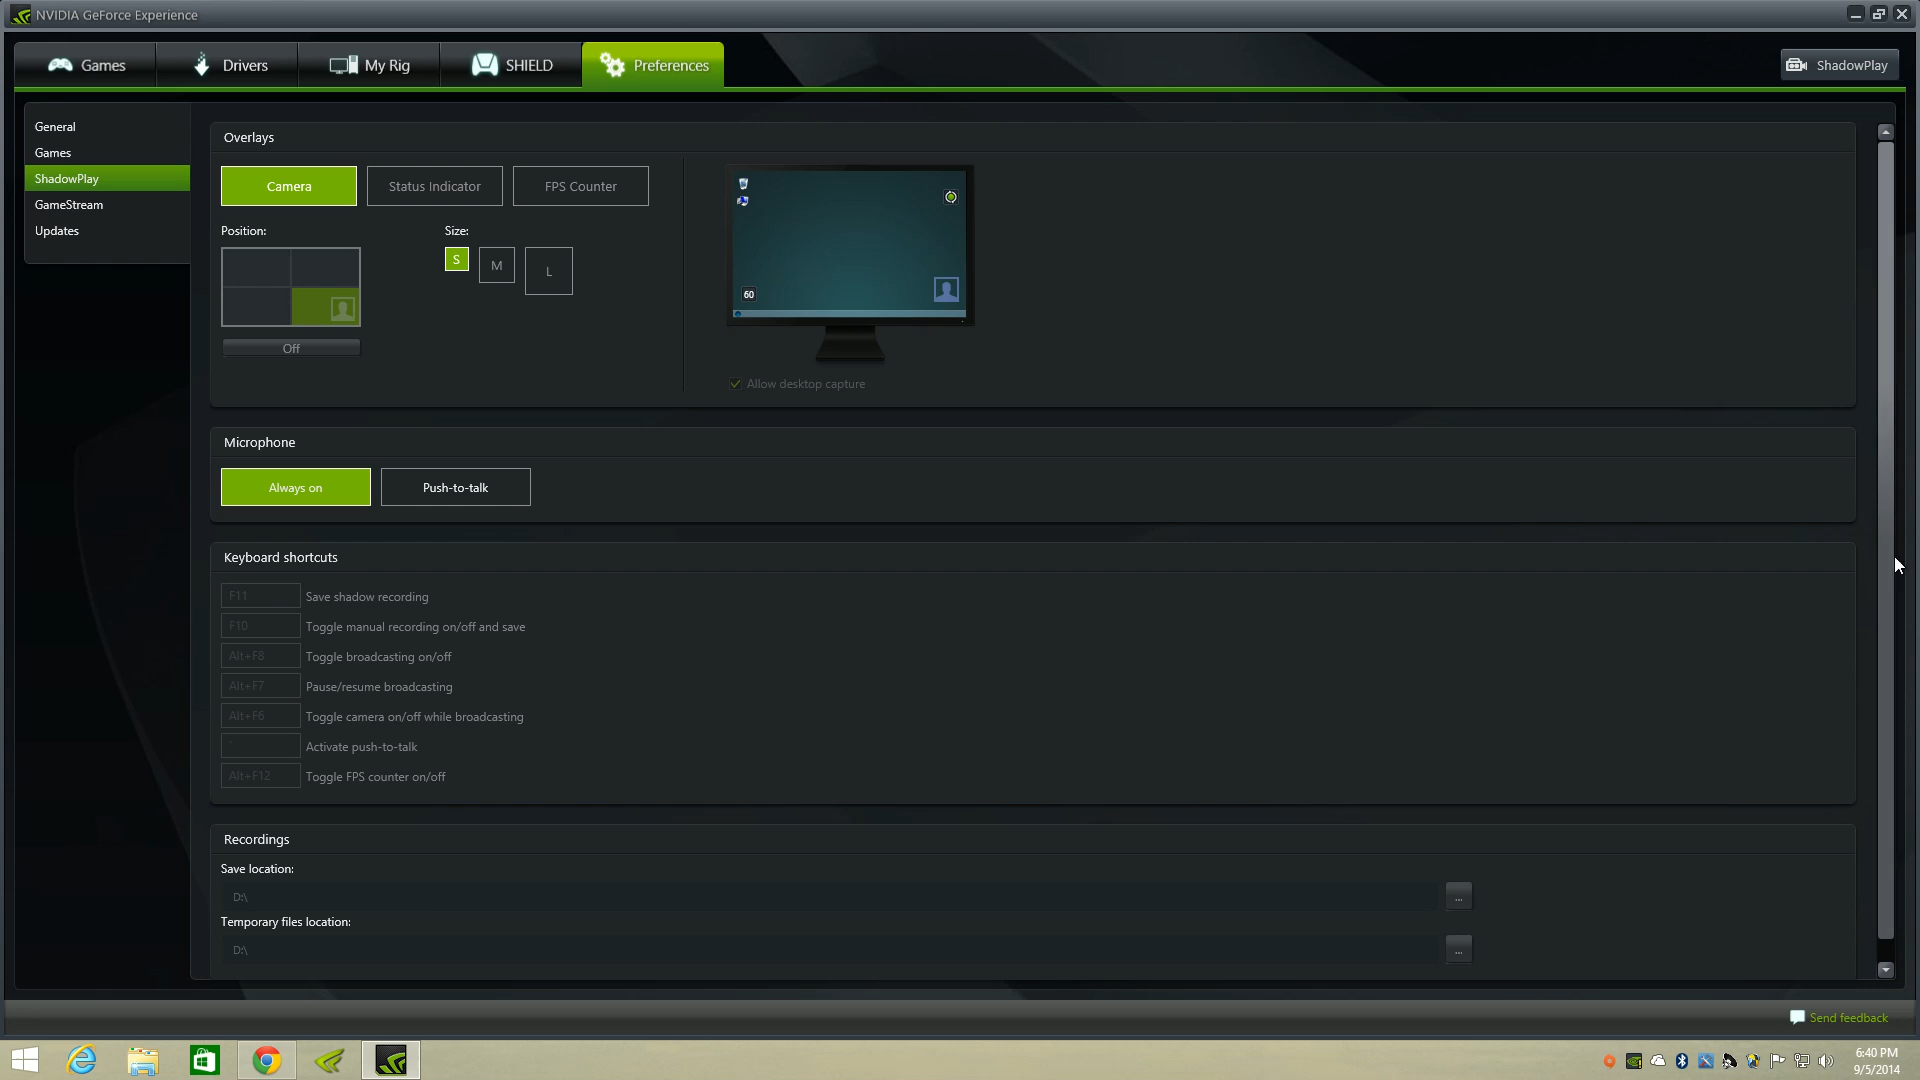 NVIDIA GeForce Experience
Games
Drivers
My Rig
SHIELD
Preferences
ShadowPlay
General
Games
ShadowPlay
GameStream
Updates
Overlays
Camera
Status Indicator
FPS Counter
Position:
Size:
S
M
L
Off
60
Allow desktop capture
Microphone
Always on
Push-to-talk
Keyboard shortcuts
F11 Save shadow recording
F10 Toggle manual recording on/off and save
Alt+F8 Toggle broadcasting on/off
Alt+F7 Pause/resume broadcasting
Alt+F6 Toggle camera on/off while broadcasting
` Activate push-to-talk
Alt+F12 Toggle FPS counter on/off
Recordings
Save location:
D:\
...
Temporary files location:
D:\
...
Send feedback
6:40 PM
9/5/2014